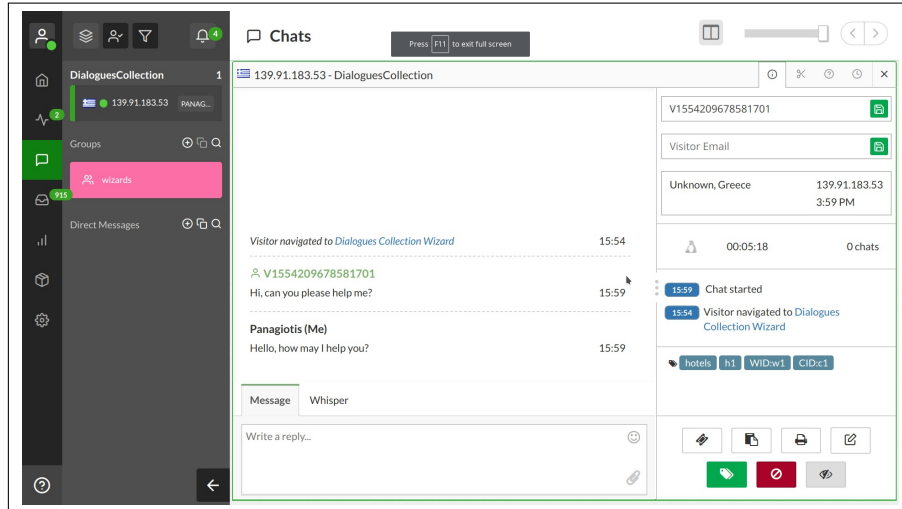 4
Chats
Press F11 to exit full screen
DialoguesCollection 1
139.91.183.53 PANAG...
2
Groups
wizards
915
Direct Messages
139.91.183.53 - DialoguesCollection
Visitor navigated to Dialogues Collection Wizard 15:54
V1554209678581701
Hi, can you please help me? 15:59
Panagiotis (Me)
Hello, how may I help you? 15:59
Message Whisper
Write a reply...
V1554209678581701
Visitor Email
Unknown, Greece 139.91.183.53
3:59 PM
00:05:18 0 chats
15:59 Chat started
15:54 Visitor navigated to Dialogues
Collection Wizard
hotels h1 WID:w1 CID:c1